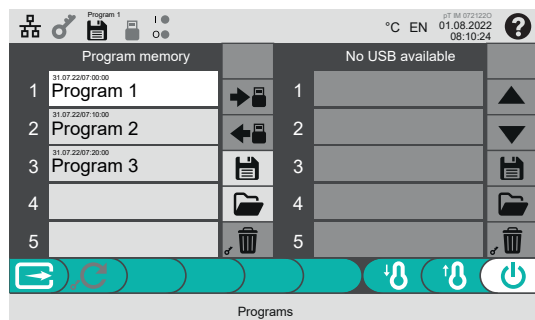 Program 1
I
O
°C EN
pT IM 072122O
01.08.2022
08:10:24
?
Program memory
No USB available
1
31.07.22/07:00:00
Program 1
1
2
31.07.22/07:10:00
Program 2
2
3
31.07.22/07:20:00
Program 3
3
4
4
5
5
Programs